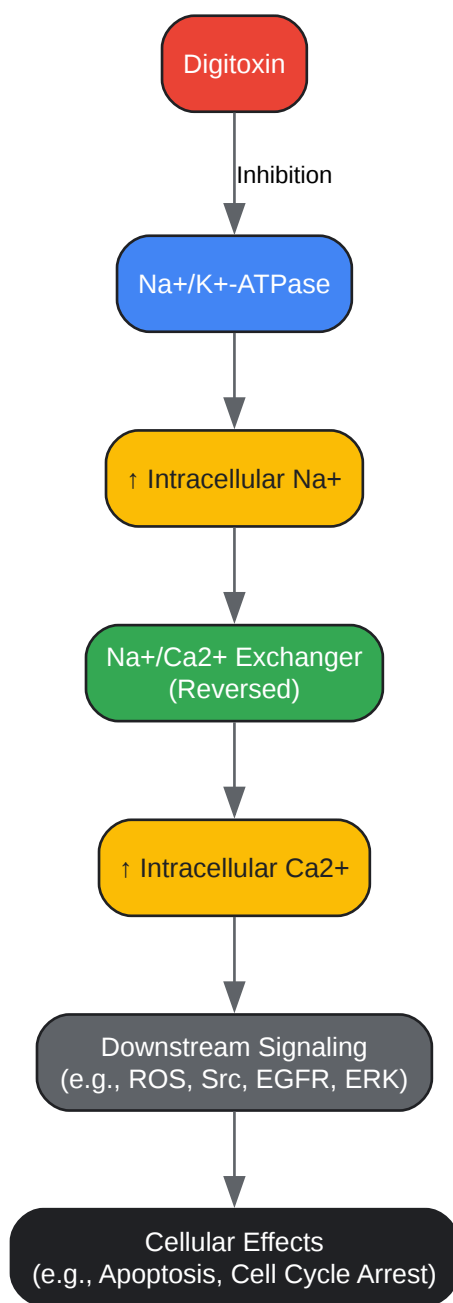 Digitoxin
Inhibition
Na+/K+-ATPase
↑ Intracellular Na+
Na+/Ca2+ Exchanger
(Reversed)
↑ Intracellular Ca2+
Downstream Signaling
(e.g., ROS, Src, EGFR, ERK)
Cellular Effects
(e.g., Apoptosis, Cell Cycle Arrest)